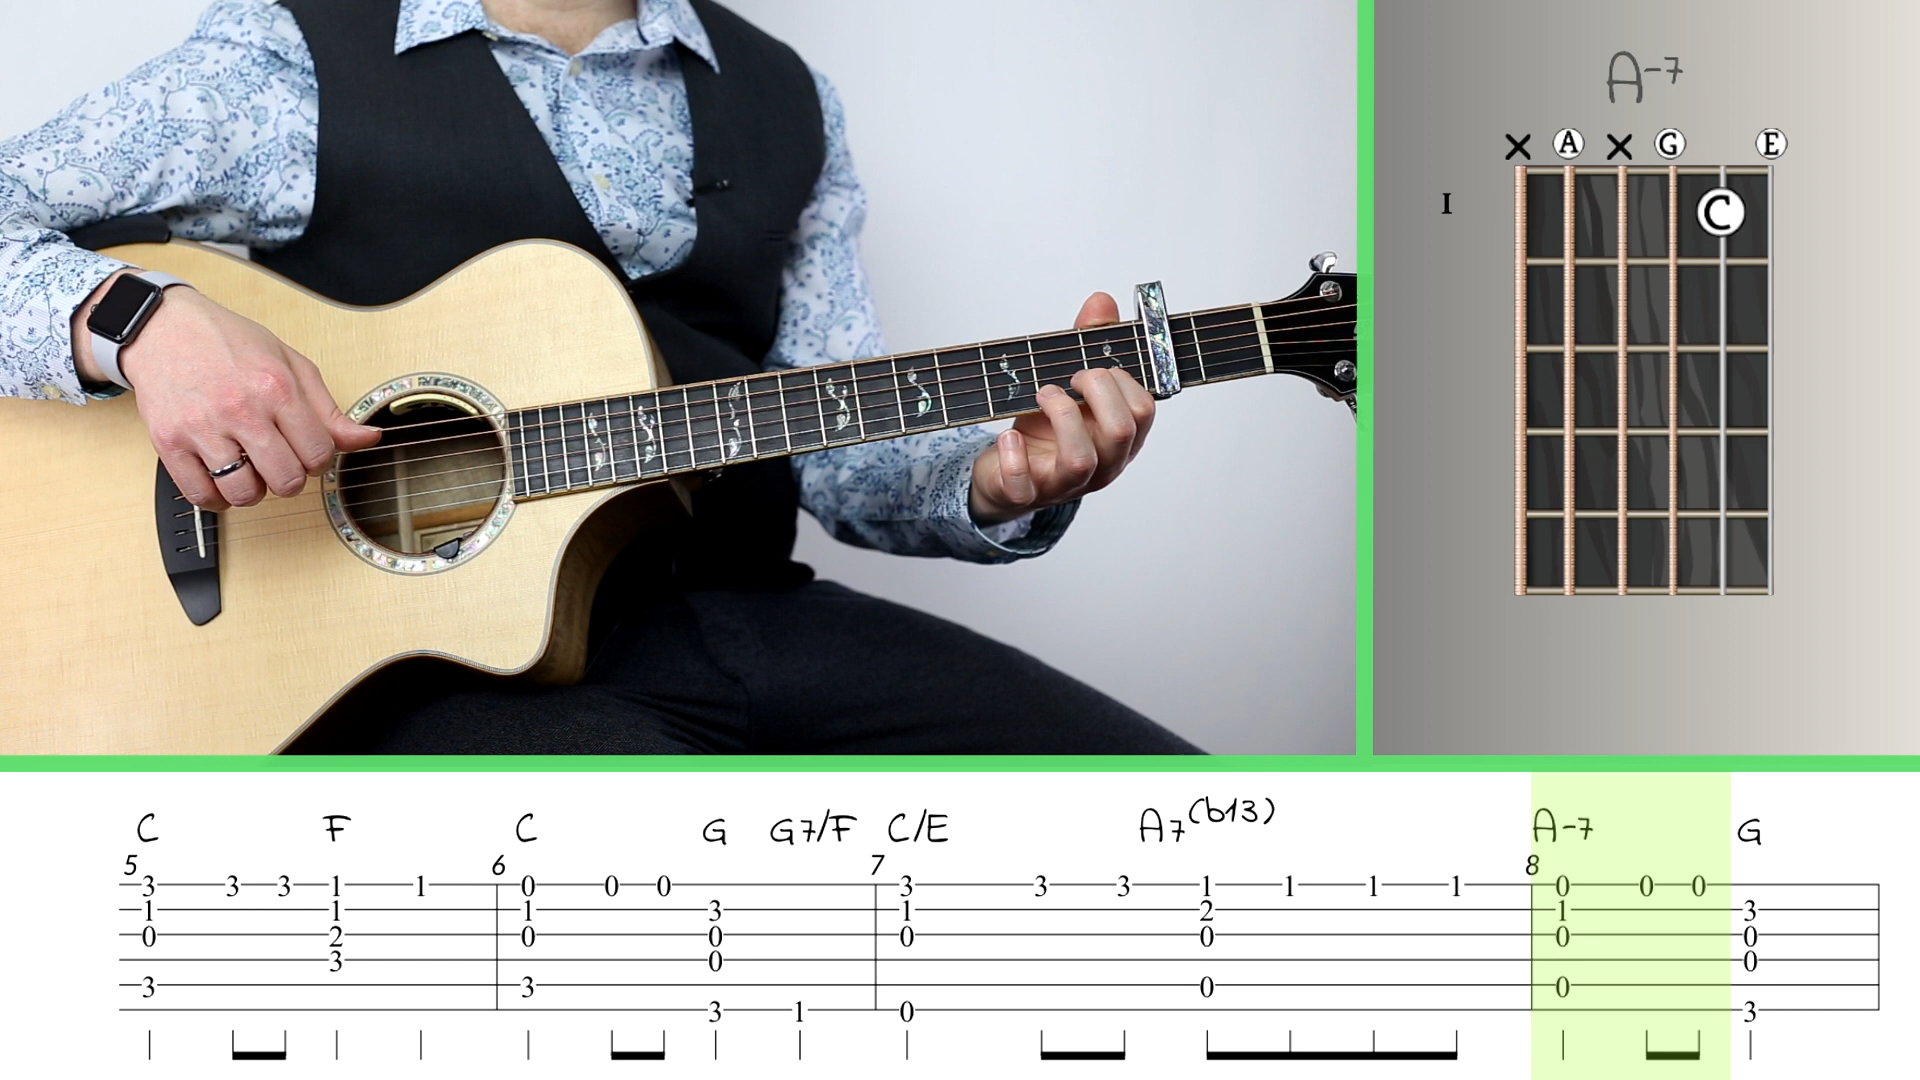 A-7
X A X G E
I
C
C F C G G7/F C/E A7(b13) A-7 G
5 6 7 8
3 3 3 1 1 0 0 0 3 3 3 1 1 1 1 0 0 0
1 1 1 3 1 2 1 3
0 2 0 0 0 0 0 0
3 0 0
3 3 0 0
3 1 0 3